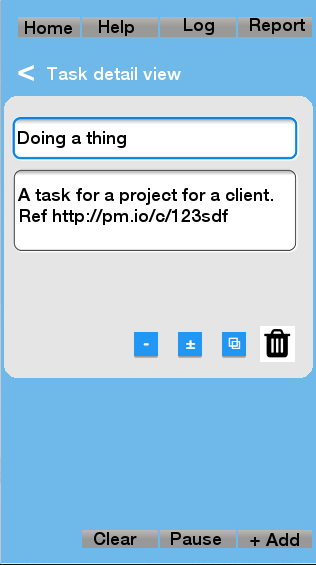 Home Help Log Report
< Task detail view
Doing a thing
A task for a project for a client.
Ref http://pm.io/c/123sdf
- ±
Clear Pause + Add